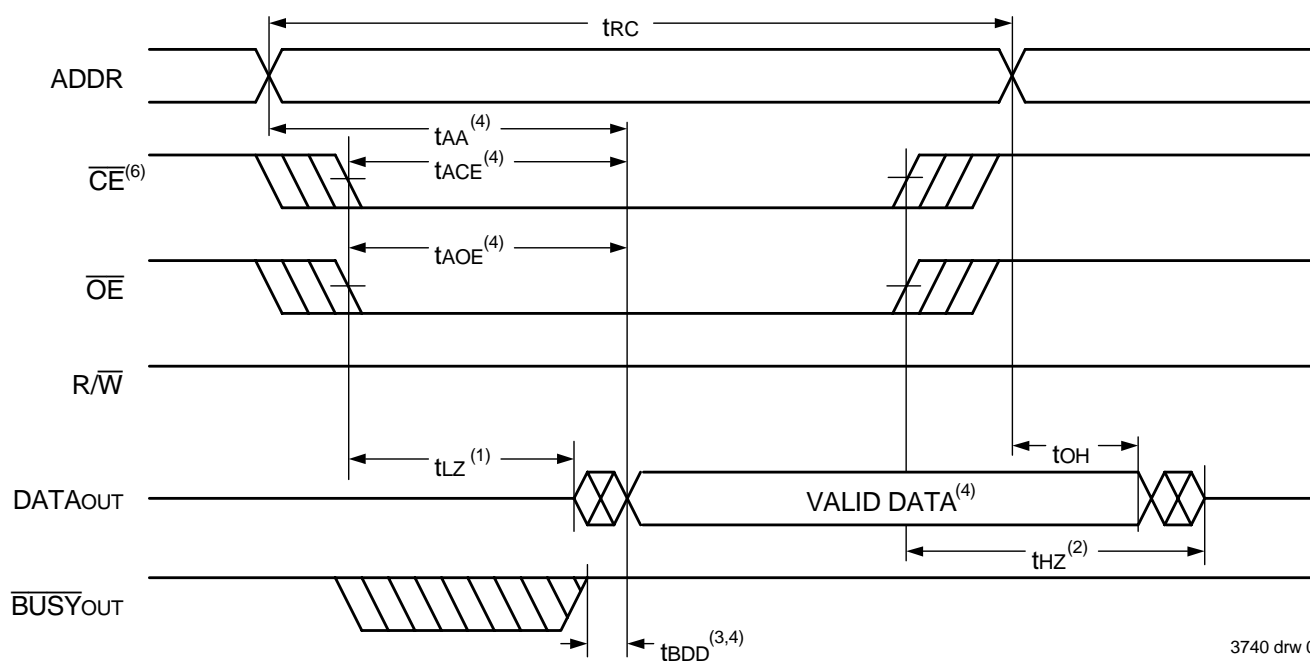 tRC
ADDR
tAA(4)
CE(6)
tACE(4)
tAOE(4)
OE
R/W
tLZ(1)
tOH
DATAOUT
VALID DATA(4)
tHZ(2)
BUSYOUT
tBDD(3,4)
3740 drw 0